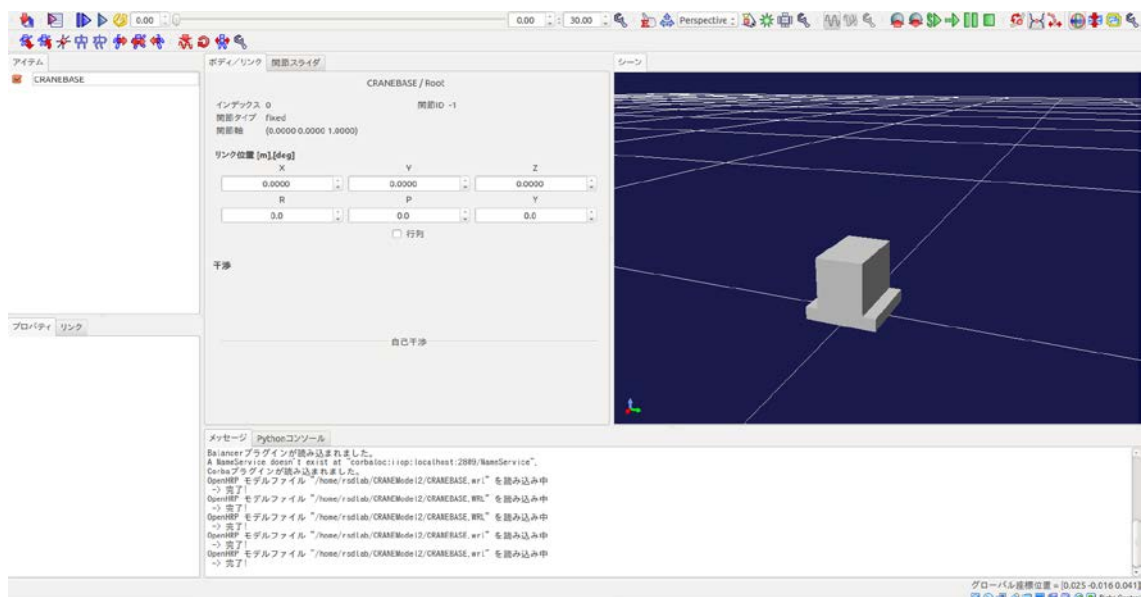 0.00
0.00 : 30.00
Perspective
アイテム
CRANEBASE
ボディ／リンク 関節スライダ
シーン
CRANEBASE / Root
インデックス 0 関節ID -1
関節タイプ fixed
関節軸 (0.0000 0.0000 1.0000)
リンク位置 [m],[deg]
X Y Z
0.0000 0.0000 0.0000
R P Y
0.0 0.0 0.0
行列
干渉
自己干渉
プロパティ リンク
メッセージ Pythonコンソール
Balancerプラグインが読み込まれました。
A NameService doesn't exist at "corbaloc:iiop:localhost:2809/NameService".
Corbaプラグインが読み込まれました。
OpenHRP モデルファイル "/home/rsdlab/CRANEModel2/CRANEBASE.wrl" を読み込み中
-> 完了!
OpenHRP モデルファイル "/home/rsdlab/CRANEModel2/CRANEBASE.WRL" を読み込み中
-> 完了!
OpenHRP モデルファイル "/home/rsdlab/CRANEModel2/CRANEBASE.WRL" を読み込み中
-> 完了!
OpenHRP モデルファイル "/home/rsdlab/CRANEModel2/CRANEBASE.wrl" を読み込み中
-> 完了!
OpenHRP モデルファイル "/home/rsdlab/CRANEModel2/CRANEBASE.wrl" を読み込み中
-> 完了!
グローバル座標位置 = [0.025 -0.016 0.041]